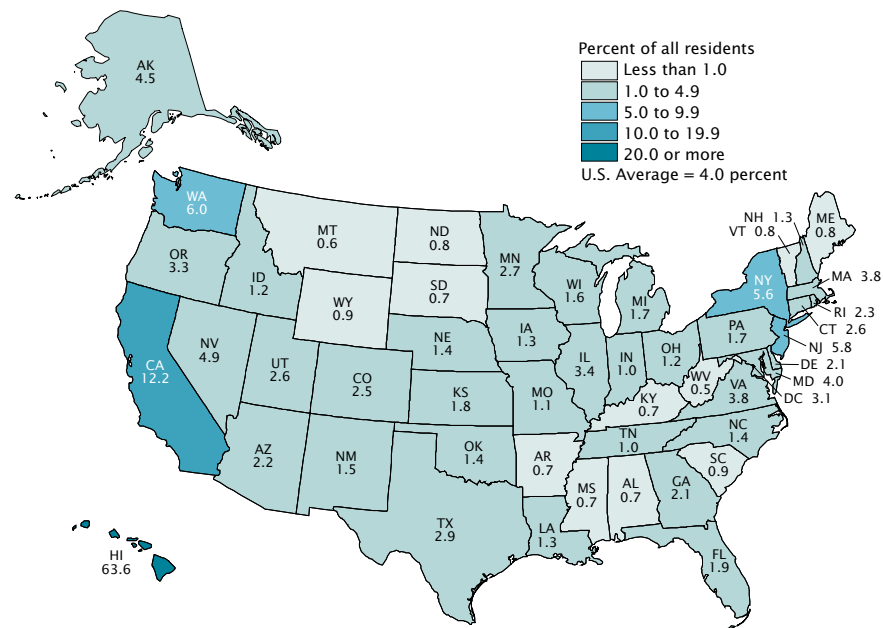 AK
4.5
Percent of all residents
Less than 1.0
1.0 to 4.9
5.0 to 9.9
10.0 to 19.9
20.0 or more
U.S. Average = 4.0 percent
WA
6.0
MT
0.6
ND
0.8
MN
2.7
NH 1.3
VT 0.8
ME
0.8
OR
3.3
ID
1.2
WY
0.9
SD
0.7
WI
1.6
MI
1.7
NY
5.6
MA 3.8
RI 2.3
CT 2.6
NJ 5.8
DE 2.1
MD 4.0
DC 3.1
CA
12.2
NV
4.9
UT
2.6
CO
2.5
NE
1.4
IA
1.3
IL
3.4
IN
1.0
OH
1.2
PA
1.7
WV
0.5
VA
3.8
KS
1.8
MO
1.1
KY
0.7
NC
1.4
TN
1.0
AZ
2.2
NM
1.5
OK
1.4
AR
0.7
SC
0.9
MS
0.7
AL
0.7
GA
2.1
TX
2.9
LA
1.3
FL
1.9
HI
63.6